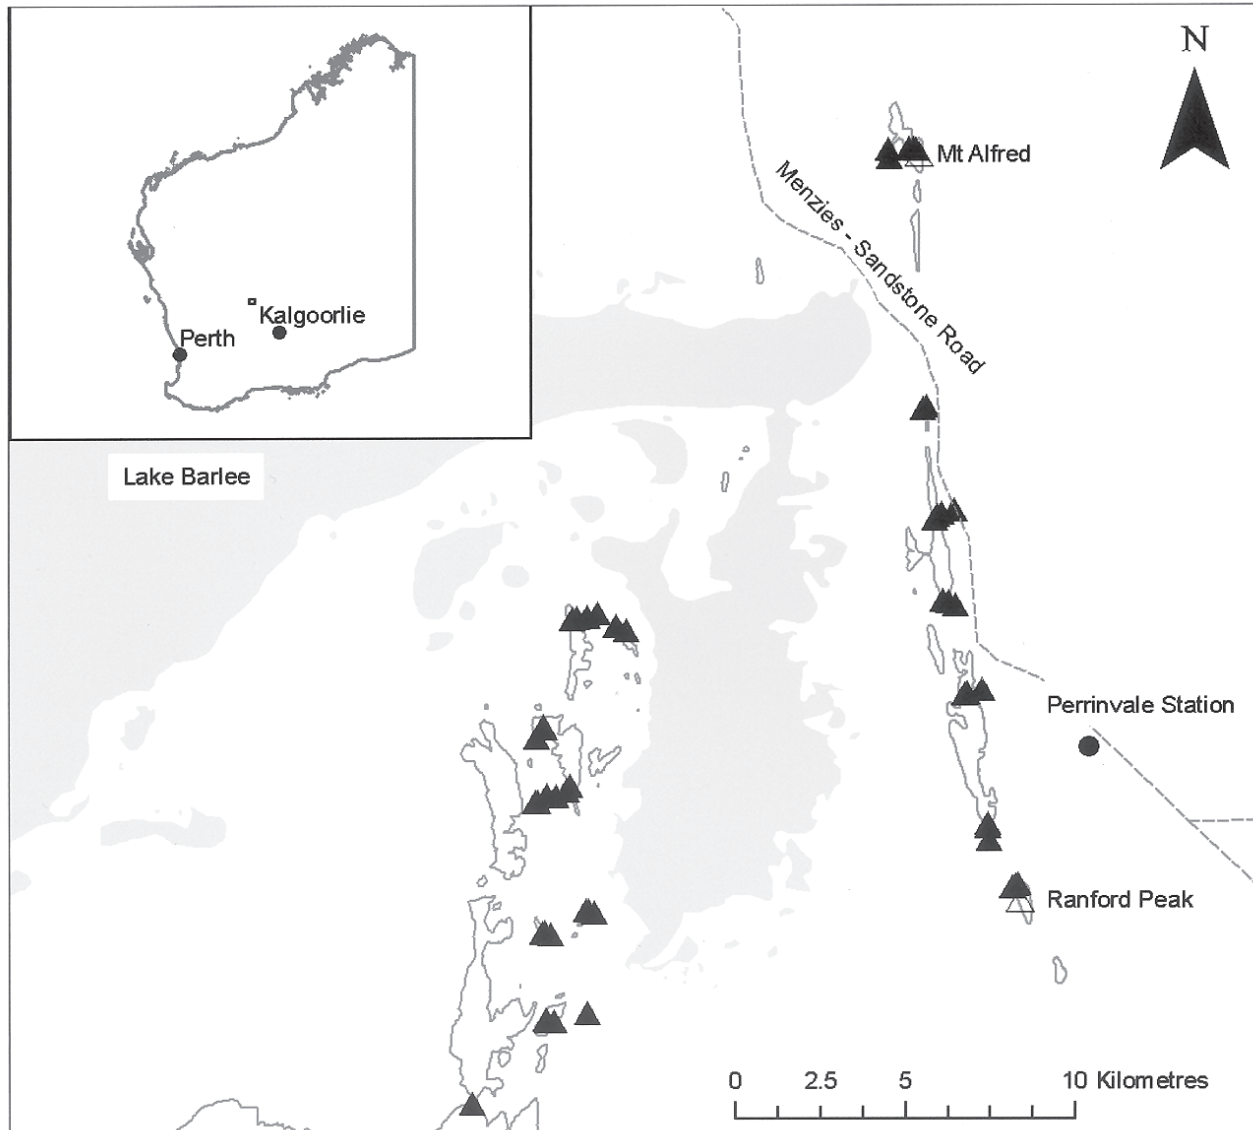 N
Mt Alfred
Menzies - Sandstone Road
Kalgoorlie
Perth
Lake Barlee
Perrinvale Station
Ranford Peak
0 2.5 5 10 Kilometres